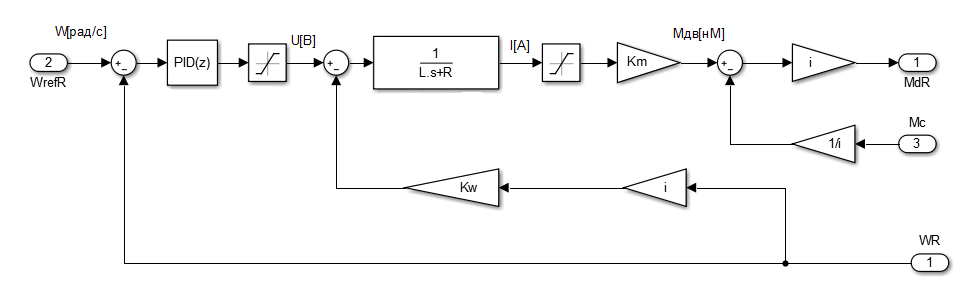 W[рад/с]
2
WrefR
+
−
PID(z)
U[B]
+
−
1
L.s+R
I[A]
Km
Mдв[нМ]
+
−
i
1
MdR
Mc
3
1/i
i
Kw
WR
1